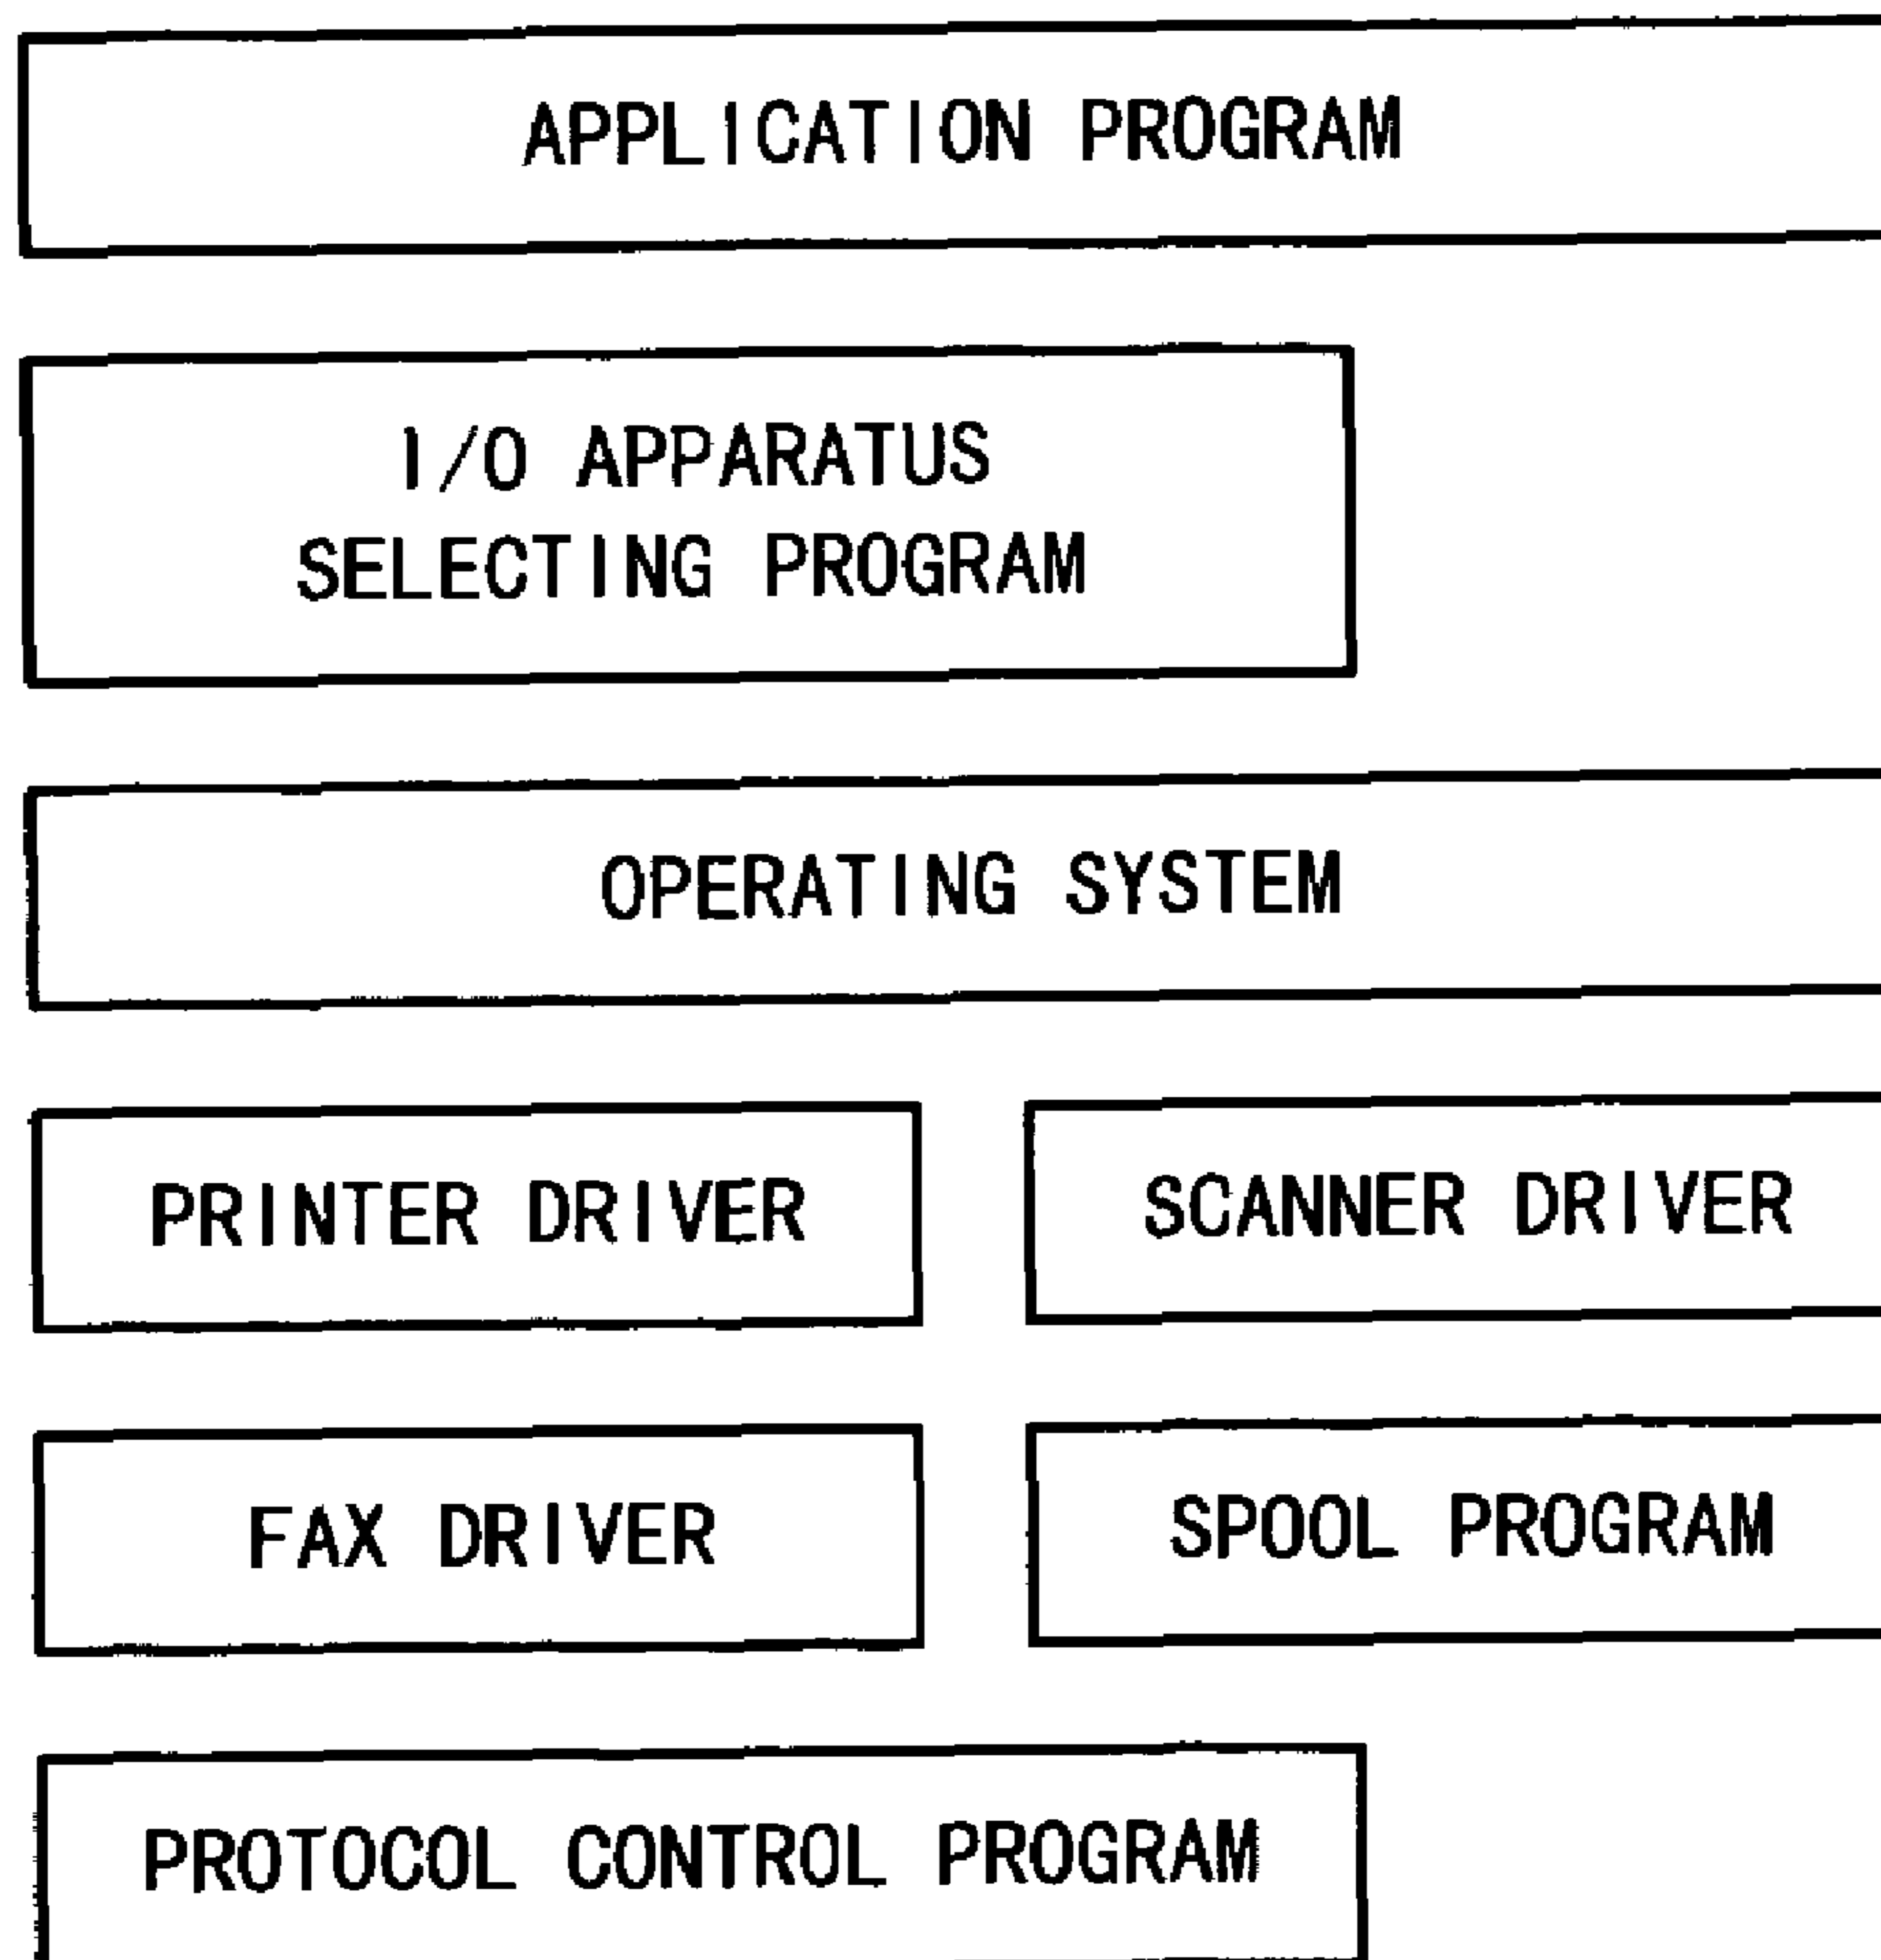 APPLICATION PROGRAM
I/O APPARATUS
SELECTING PROGRAM
OPERATING SYSTEM
PRINTER DRIVER
SCANNER DRIVER
FAX DRIVER
SPOOL PROGRAM
PROTOCOL CONTROL PROGRAM